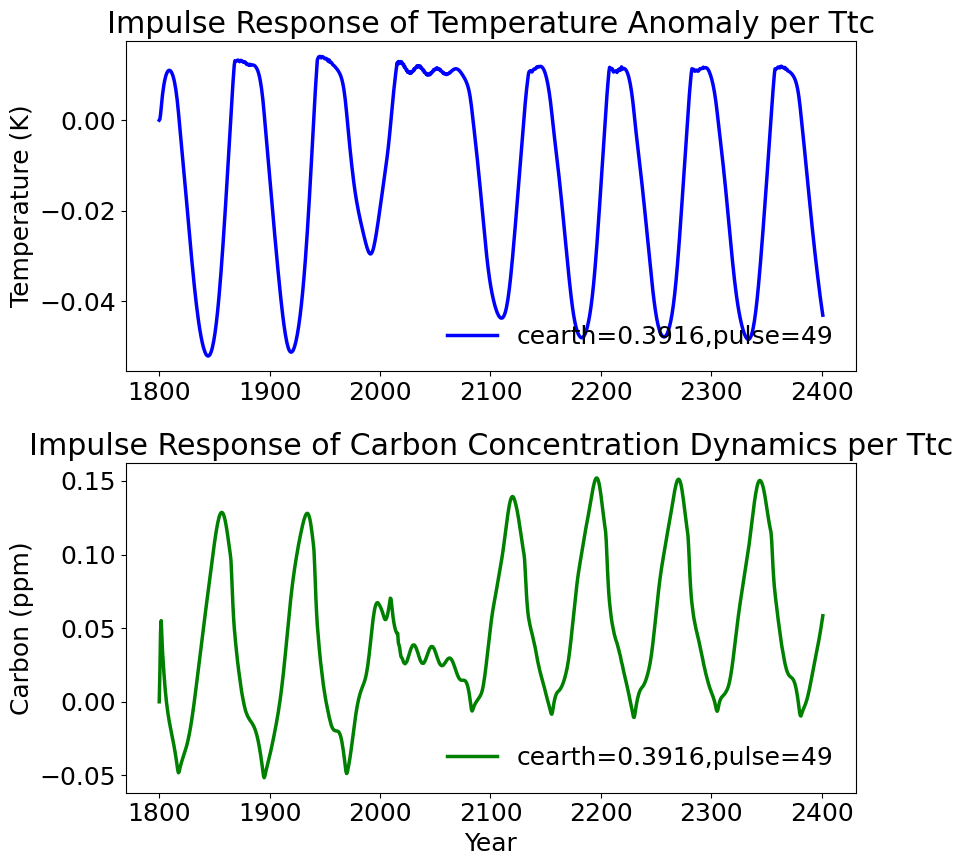 Impulse Response of Temperature Anomaly per Ttc
Temperature (K)
0.00
−0.02
−0.04
cearth=0.3916,pulse=49
1800 1900 2000 2100 2200 2300 2400
Impulse Response of Carbon Concentration Dynamics per Ttc
Carbon (ppm)
0.15
0.10
0.05
0.00
−0.05
cearth=0.3916,pulse=49
1800 1900 2000 2100 2200 2300 2400
Year